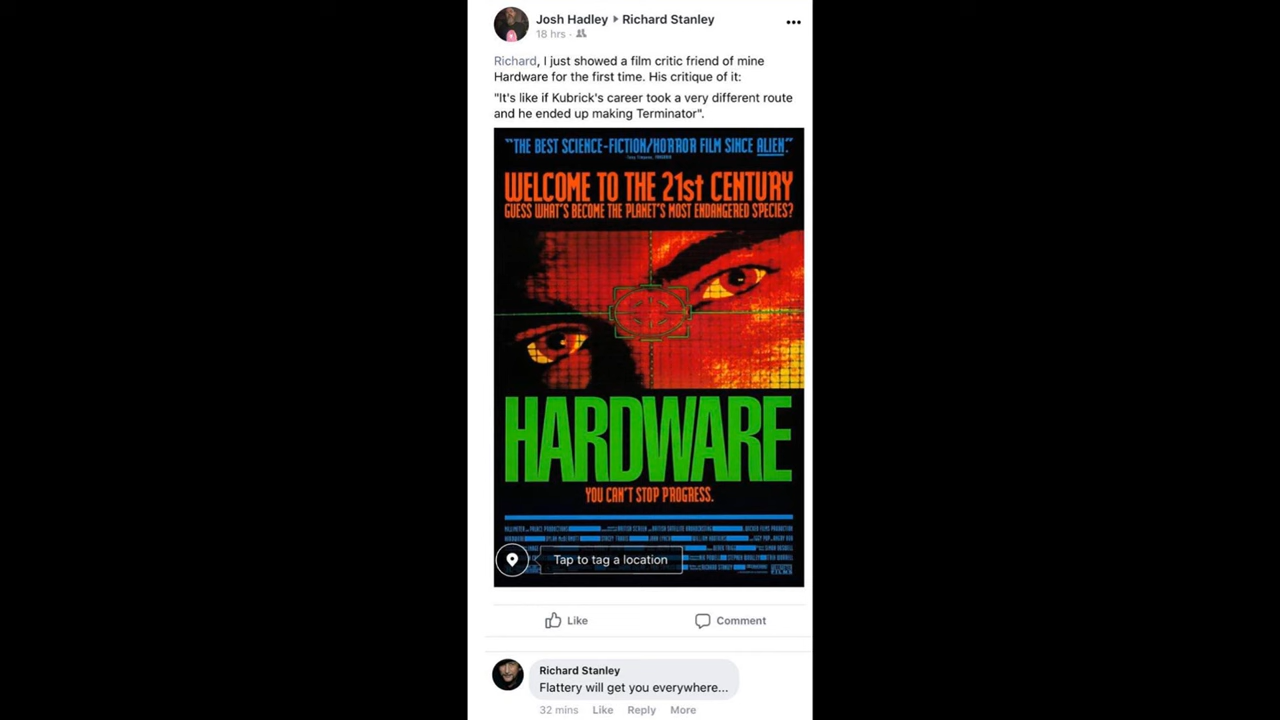 Josh Hadley ▸ Richard Stanley
18 hrs ·
Richard, I just showed a film critic friend of mine
Hardware for the first time. His critique of it:
"It's like if Kubrick's career took a very different route
and he ended up making Terminator".
"THE BEST SCIENCE-FICTION/HORROR FILM SINCE ALIEN."
WELCOME TO THE 21st CENTURY
GUESS WHAT'S BECOME THE PLANET'S MOST ENDANGERED SPECIES?
HARDWARE
YOU CAN'T STOP PROGRESS.
Tap to tag a location
Like
Comment
Richard Stanley
Flattery will get you everywhere...
32 mins Like Reply More